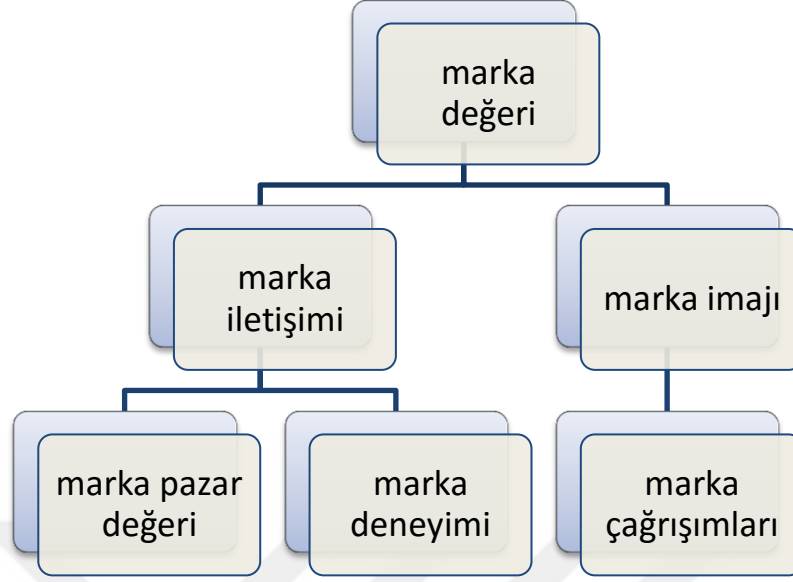 marka
değeri
marka
iletişimi
marka imajı
marka pazar
değeri
marka
deneyimi
marka
çağrışımları